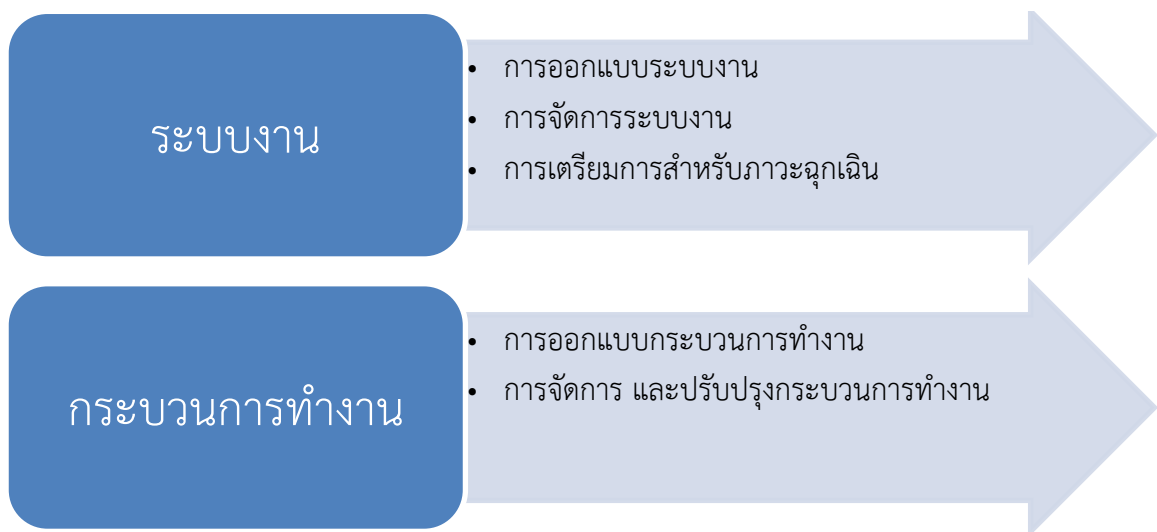 ระบบงาน
• การออกแบบระบบงาน
• การจัดการระบบงาน
• การเตรียมการสำหรับภาวะฉุกเฉิน
กระบวนการทำงาน
• การออกแบบกระบวนการทำงาน
• การจัดการ และปรับปรุงกระบวนการทำงาน